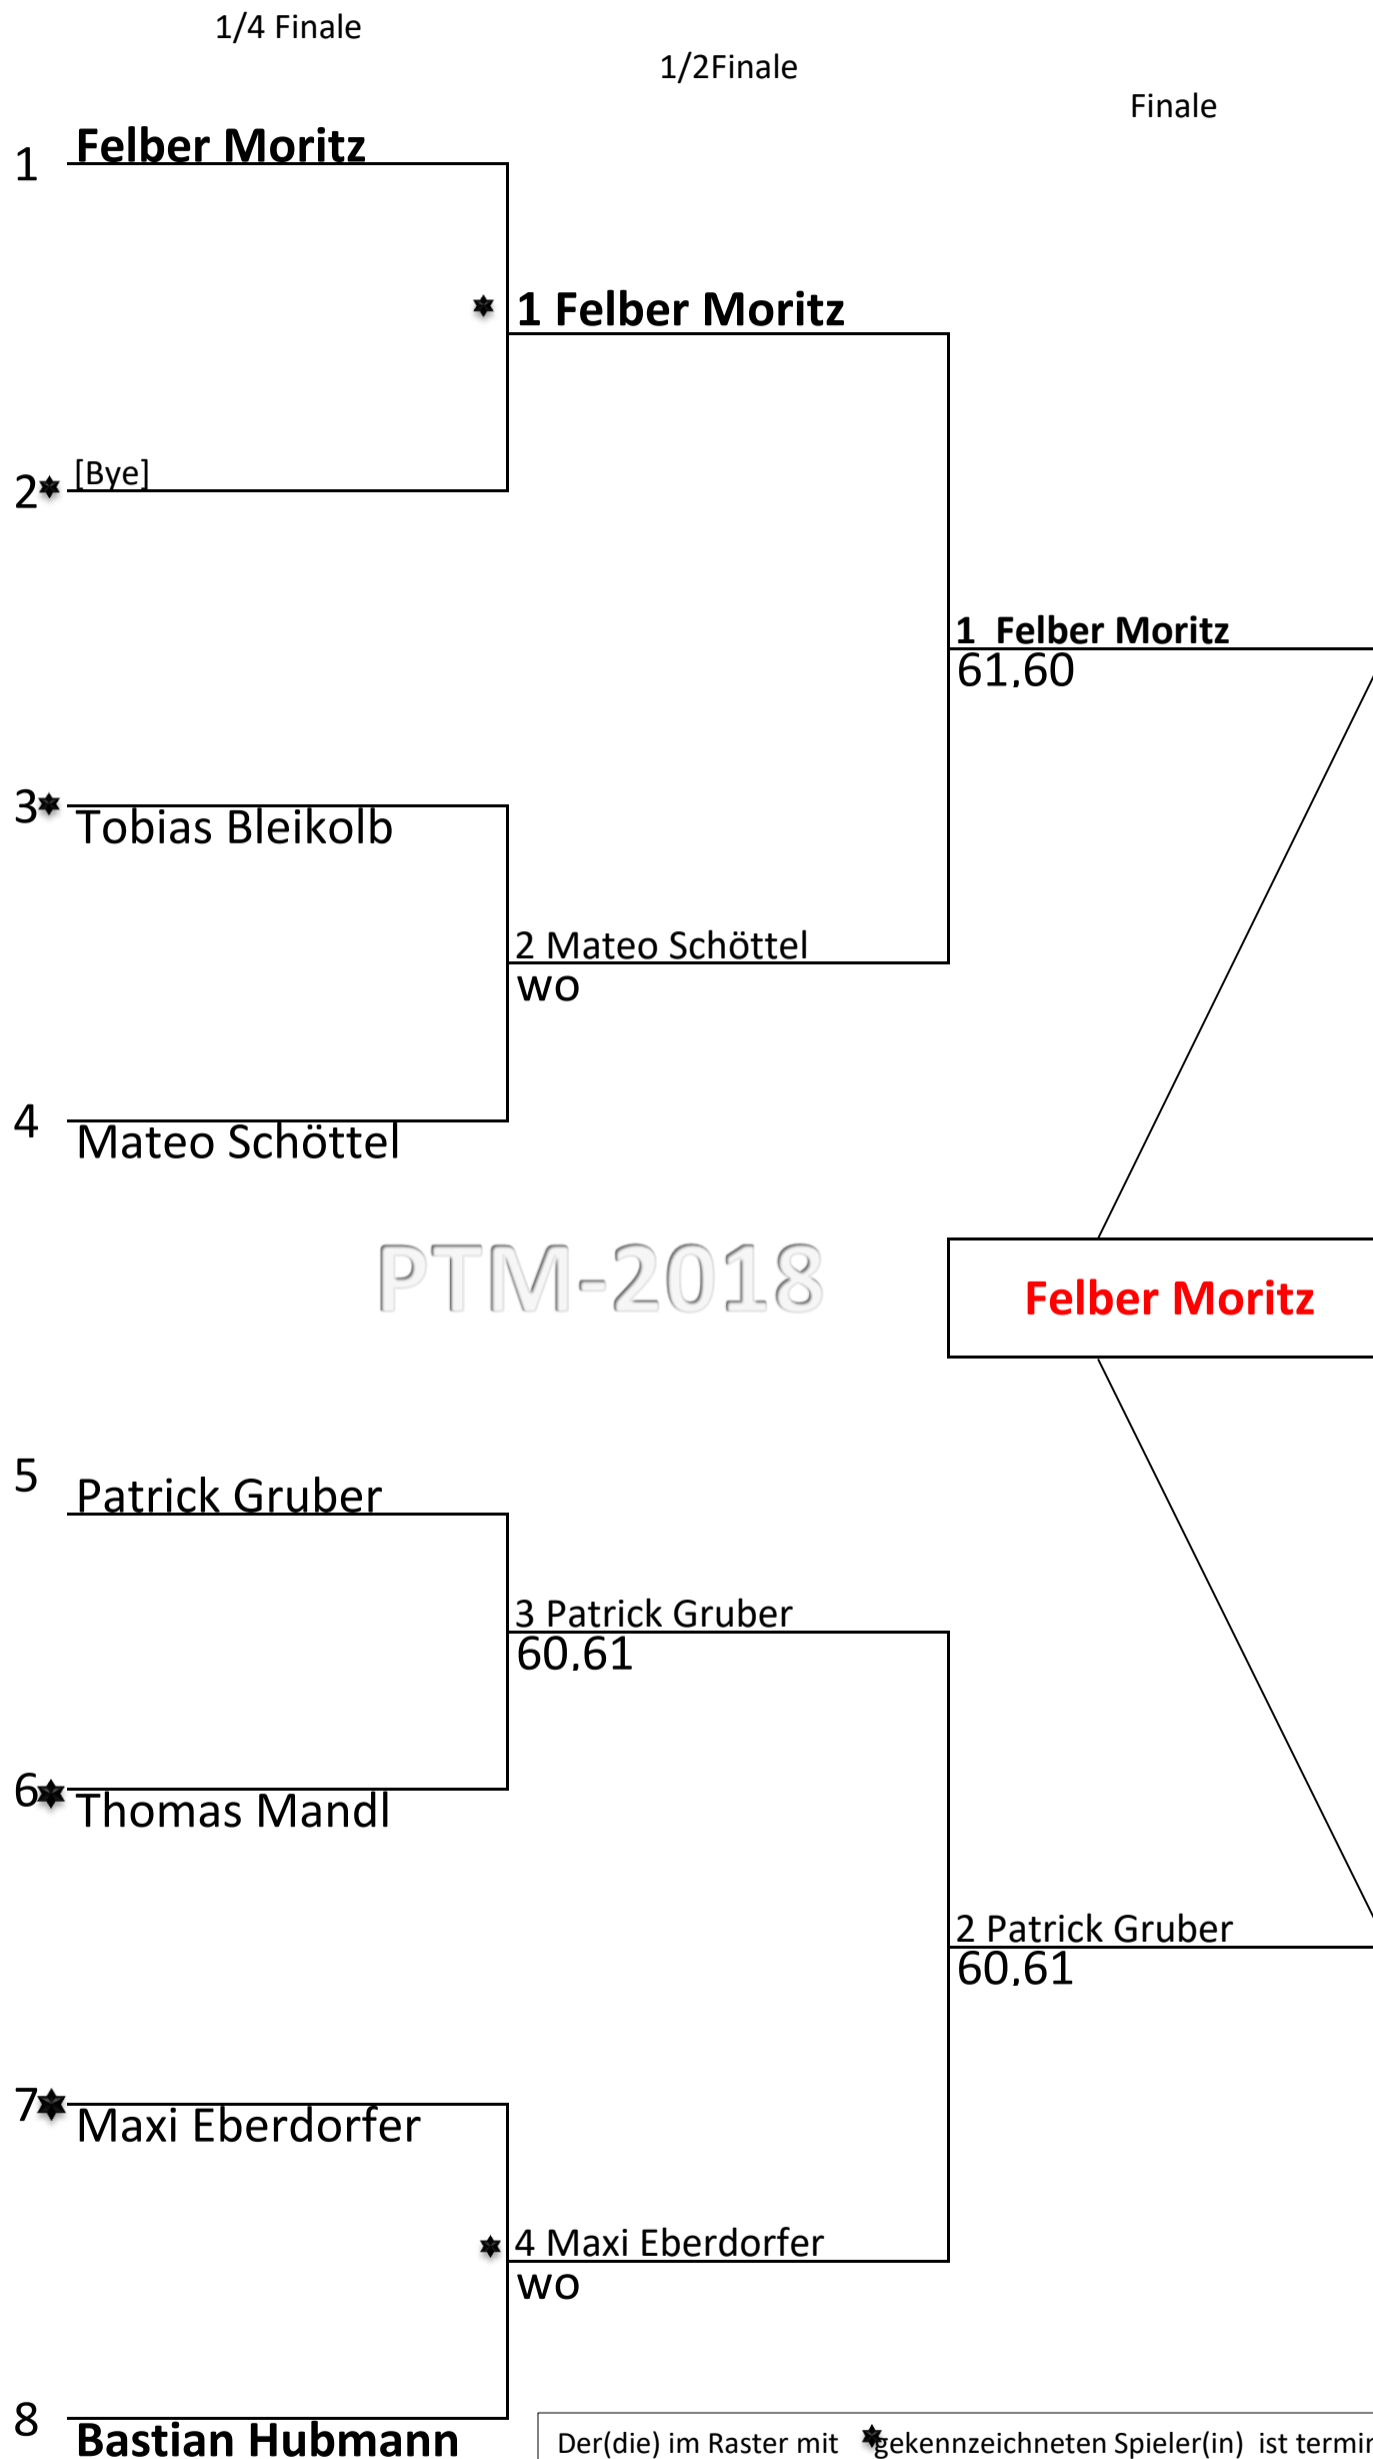 1/4 Finale
1/2Finale
Finale
1 Felber Moritz
1 Felber Moritz
2 [Bye]
1 Felber Moritz
61,60
3 Tobias Bleikolb
2 Mateo Schöttel
wo
4 Mateo Schöttel
PTM-2018
Felber Moritz
5 Patrick Gruber
3 Patrick Gruber
60,61
6 Thomas Mandl
2 Patrick Gruber
60,61
7 Maxi Eberdorfer
4 Maxi Eberdorfer
wo
8 Bastian Hubmann
Der(die) im Raster mit gekennzeichneten Spieler(in) ist